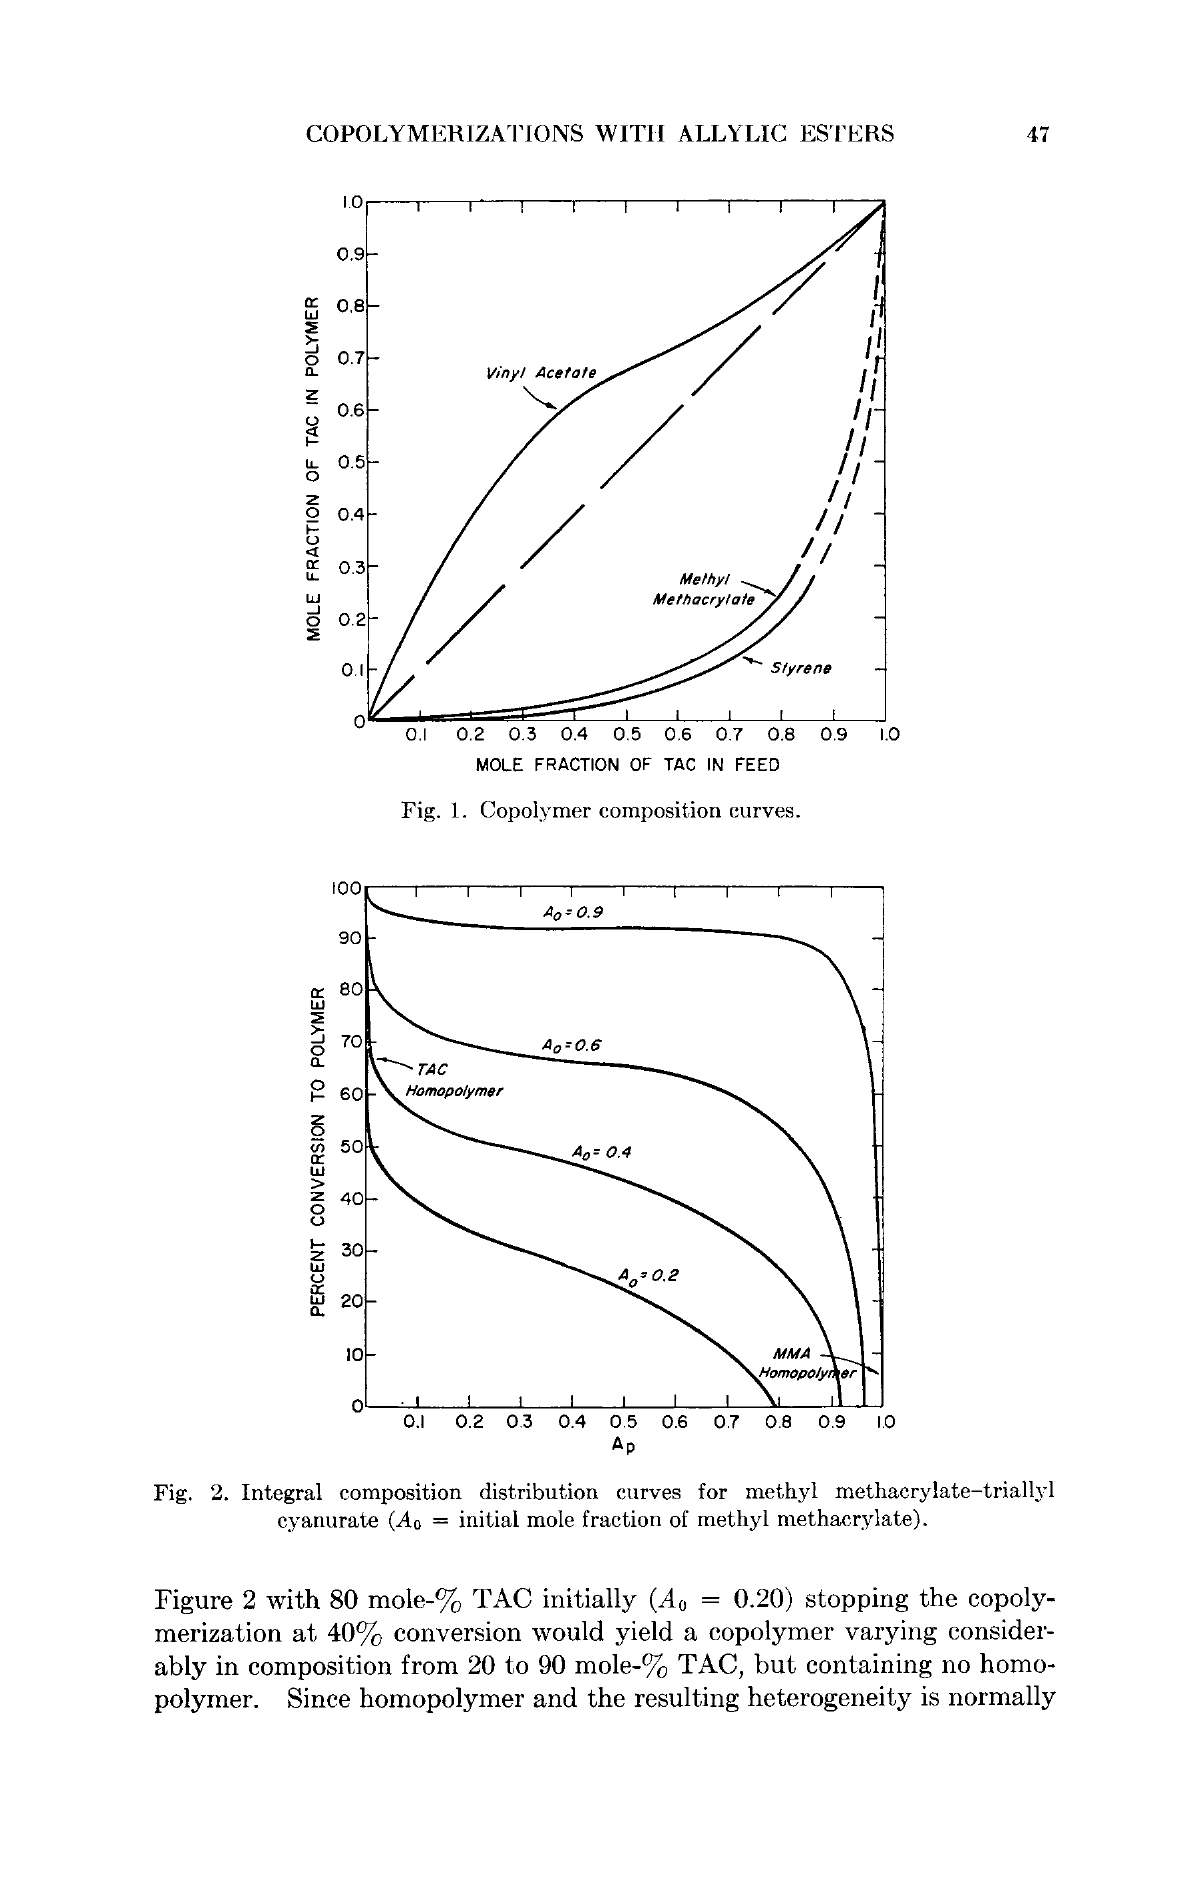 COPOLYMERIZATIONS WITH ALLYLIC ESTERS 47
1.0
0.9
0.8
0.7
0.6
0.5
0.4
0.3
0.2
0.1
0
MOLE FRACTION OF TAC IN POLYMER
Vinyl Acetate
Methyl
Methacrylate
Styrene
0.1 0.2 0.3 0.4 0.5 0.6 0.7 0.8 0.9 1.0
MOLE FRACTION OF TAC IN FEED
Fig. 1. Copolymer composition curves.
100
90
80
70
60
50
40
30
20
10
0
PERCENT CONVERSION TO POLYMER
A₀ = 0.9
A₀ = 0.6
TAC
Homopolymer
A₀ = 0.4
A₀ = 0.2
MMA
Homopolymer
0.1 0.2 0.3 0.4 0.5 0.6 0.7 0.8 0.9 1.0
Ap
Fig. 2. Integral composition distribution curves for methyl methacrylate–triallyl
cyanurate (A₀ = initial mole fraction of methyl methacrylate).
Figure 2 with 80 mole-% TAC initially (A₀ = 0.20) stopping the copoly-
merization at 40% conversion would yield a copolymer varying consider-
ably in composition from 20 to 90 mole-% TAC, but containing no homo-
polymer. Since homopolymer and the resulting heterogeneity is normally